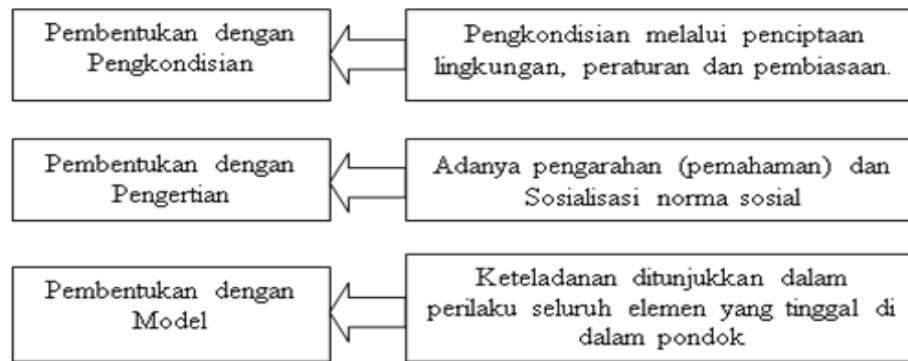 Pembentukan dengan
Pengkondisian
Pengkondisian melalui penciptaan
lingkungan, peraturan dan pembiasaan.
Pembentukan dengan
Pengertian
Adanya pengarahan (pemahaman) dan
Sosialisasi norma sosial
Pembentukan dengan
Model
Keteladanan ditunjukkan dalam
perilaku seluruh elemen yang tinggal di
dalam pondok